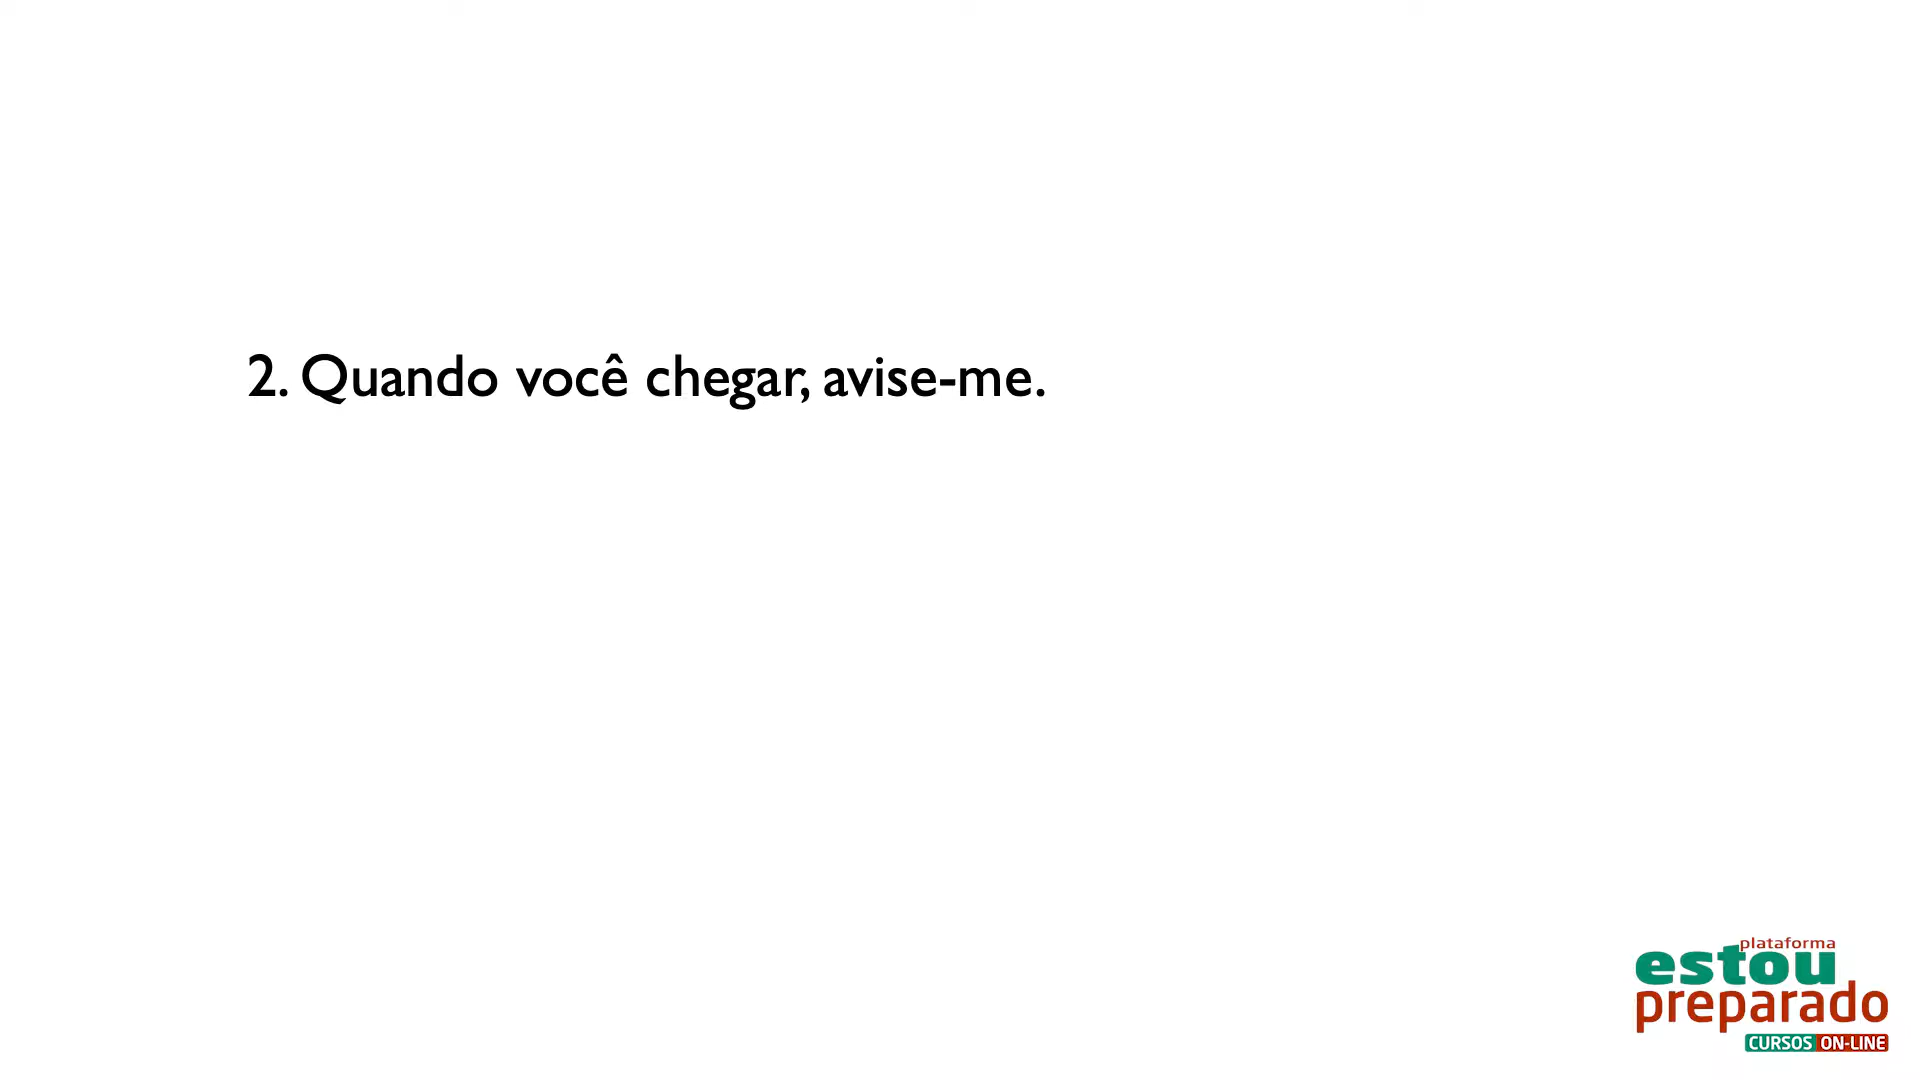 2. Quando você chegar, avise-me.
plataforma
estou
preparado
CURSOS ON-LINE